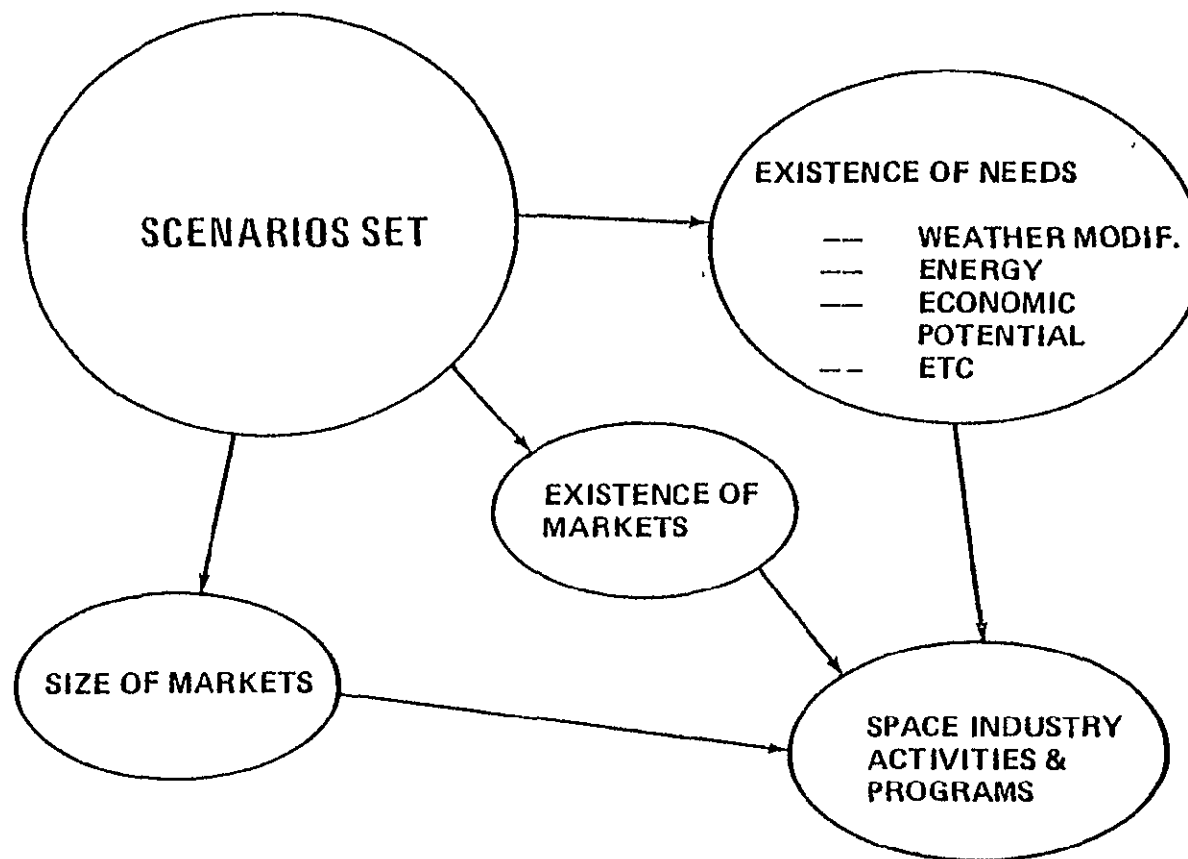 SCENARIOS SET
EXISTENCE OF NEEDS
-- WEATHER MODIF.
-- ENERGY
-- ECONOMIC
POTENTIAL
-- ETC
EXISTENCE OF
MARKETS
SIZE OF MARKETS
SPACE INDUSTRY
ACTIVITIES &
PROGRAMS